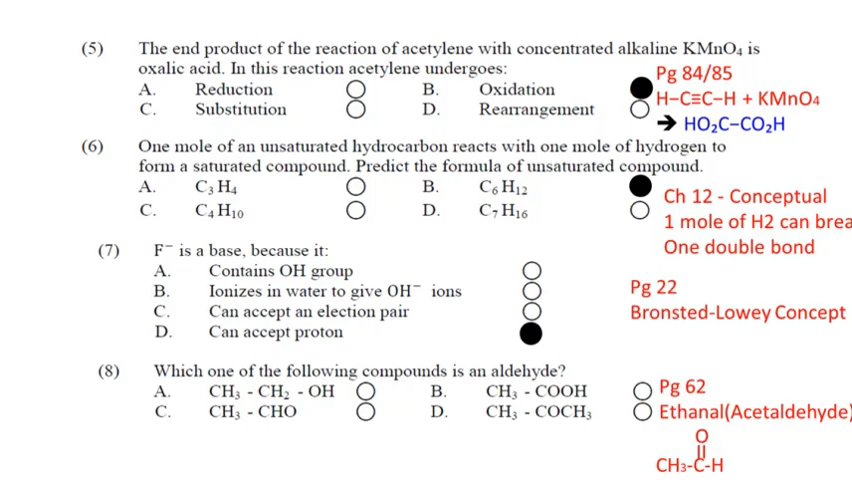 (5) The end product of the reaction of acetylene with concentrated alkaline KMnO₄ is
oxalic acid. In this reaction acetylene undergoes:
A. Reduction B. Oxidation
C. Substitution D. Rearrangement
Pg 84/85
H−C≡C−H + KMnO₄
➔ HO₂C−CO₂H
(6) One mole of an unsaturated hydrocarbon reacts with one mole of hydrogen to
form a saturated compound. Predict the formula of unsaturated compound.
A. C₃H₄ B. C₆H₁₂
C. C₄H₁₀ D. C₇H₁₆
Ch 12 - Conceptual
1 mole of H2 can brea
One double bond
(7) F⁻ is a base, because it:
A. Contains OH group
B. Ionizes in water to give OH⁻ ions
C. Can accept an election pair
D. Can accept proton
Pg 22
Bronsted-Lowey Concept
(8) Which one of the following compounds is an aldehyde?
A. CH₃ - CH₂ - OH B. CH₃ - COOH
C. CH₃ - CHO D. CH₃ - COCH₃
Pg 62
Ethanal(Acetaldehyde)
O
CH₃-C-H